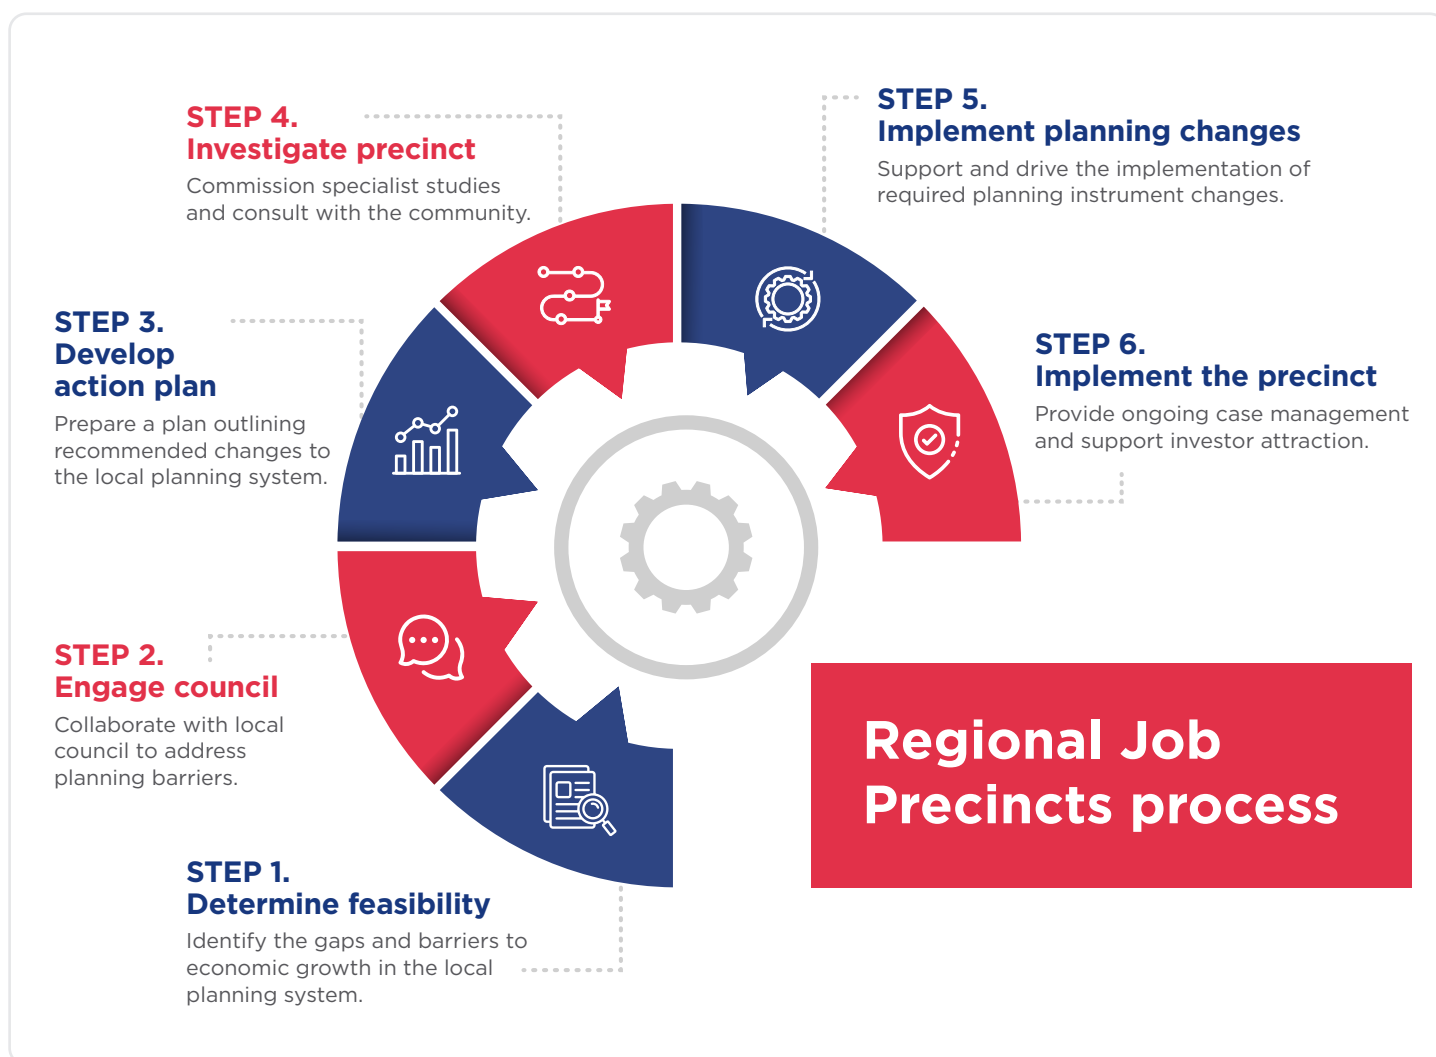 STEP 4.
Investigate precinct
Commission specialist studies
and consult with the community.
STEP 5.
Implement planning changes
Support and drive the implementation of
required planning instrument changes.
STEP 3.
Develop
action plan
Prepare a plan outlining
recommended changes to
the local planning system.
STEP 6.
Implement the precinct
Provide ongoing case management
and support investor attraction.
STEP 2.
Engage council
Collaborate with local
council to address
planning barriers.
Regional Job
Precincts process
STEP 1.
Determine feasibility
Identify the gaps and barriers to
economic growth in the local
planning system.